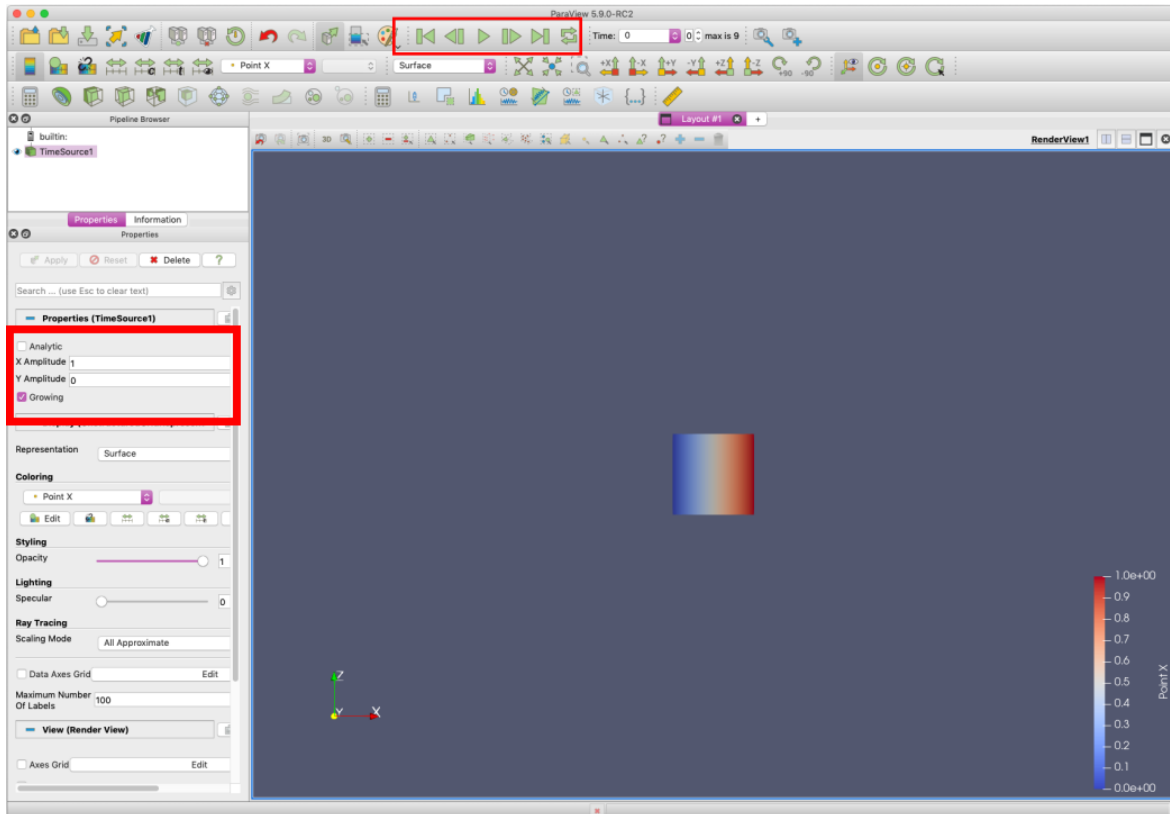 ParaView 5.9.0-RC2
Time: 0 0 max is 9
Point X Surface +X -X +Y -Y +Z -Z +90 -90
Pipeline Browser Layout #1 +
builtin: 3D RenderView1
TimeSource1
Properties Information
Properties
Apply Reset Delete ?
Search ... (use Esc to clear text)
Properties (TimeSource1)
Analytic
X Amplitude 1
Y Amplitude 0
Growing
Representation Surface
Coloring
Point X
Edit
Styling
Opacity 1
Lighting
Specular 0
Ray Tracing
Scaling Mode All Approximate
Data Axes Grid Edit
Maximum Number
Of Labels 100
View (Render View)
Axes Grid Edit
Z
Y X
1.0e+00
0.9
0.8
0.7
0.6
0.5
0.4
0.3
0.2
0.1
0.0e+00
Point X